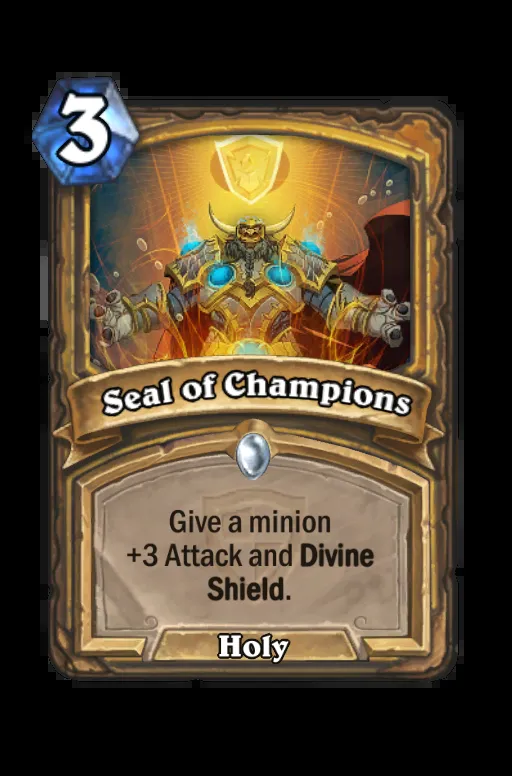 3
Seal of Champions
Give a minion
+3 Attack and Divine
Shield.
Holy